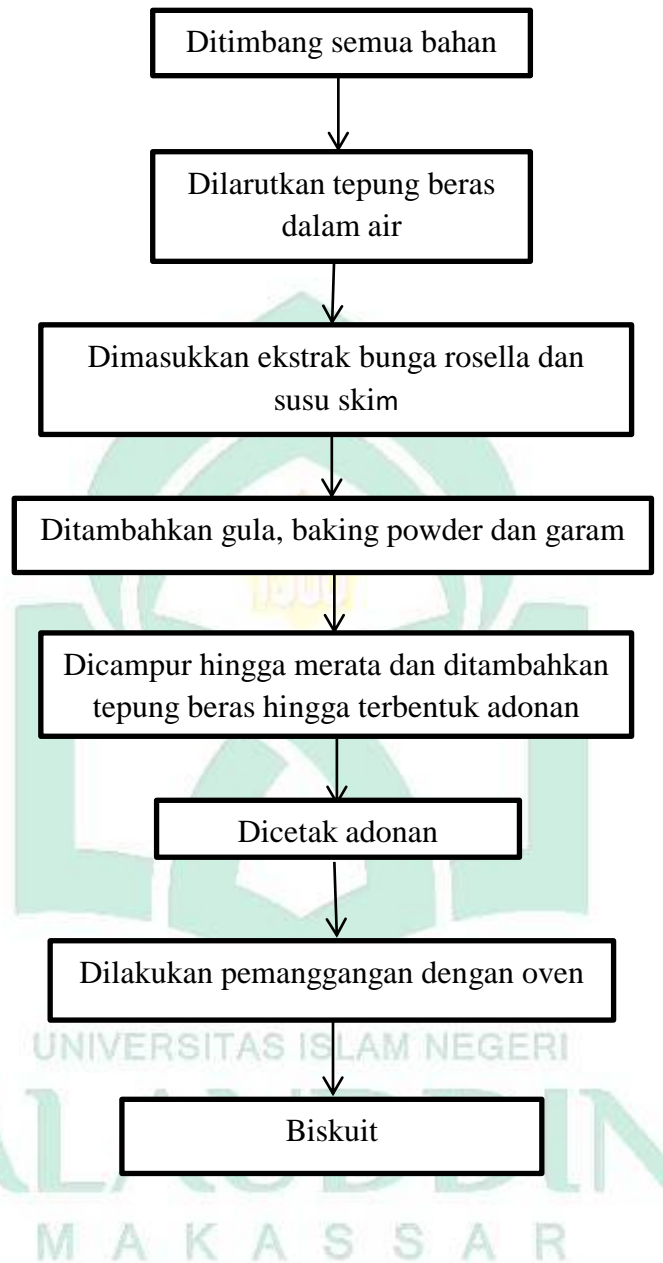 Ditimbang semua bahan
Dilarutkan tepung beras
dalam air
Dimasukkan ekstrak bunga rosella dan
susu skim
Ditambahkan gula, baking powder dan garam
Dicampur hingga merata dan ditambahkan
tepung beras hingga terbentuk adonan
Dicetak adonan
Dilakukan pemanggangan dengan oven
UNIVERSITAS ISLAM NEGERI
Biskuit
ALAUDDIN
MAKASSAR